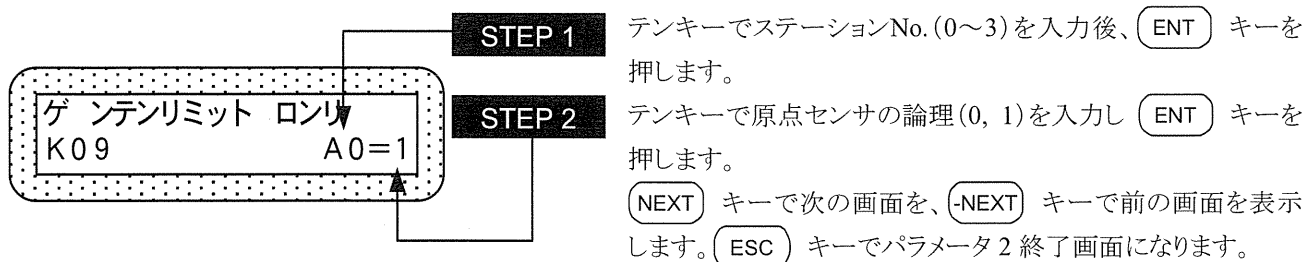 STEP 1
テンキーでステーションNo.(0～3)を入力後、 ENT キーを
押します。
ゲンテンリミット ロンリ
K09 A0=1
STEP 2
テンキーで原点センサの論理(0, 1)を入力し ENT キーを
押します。
NEXT キーで次の画面を、 -NEXT キーで前の画面を表示
します。 ESC キーでパラメータ2終了画面になります。